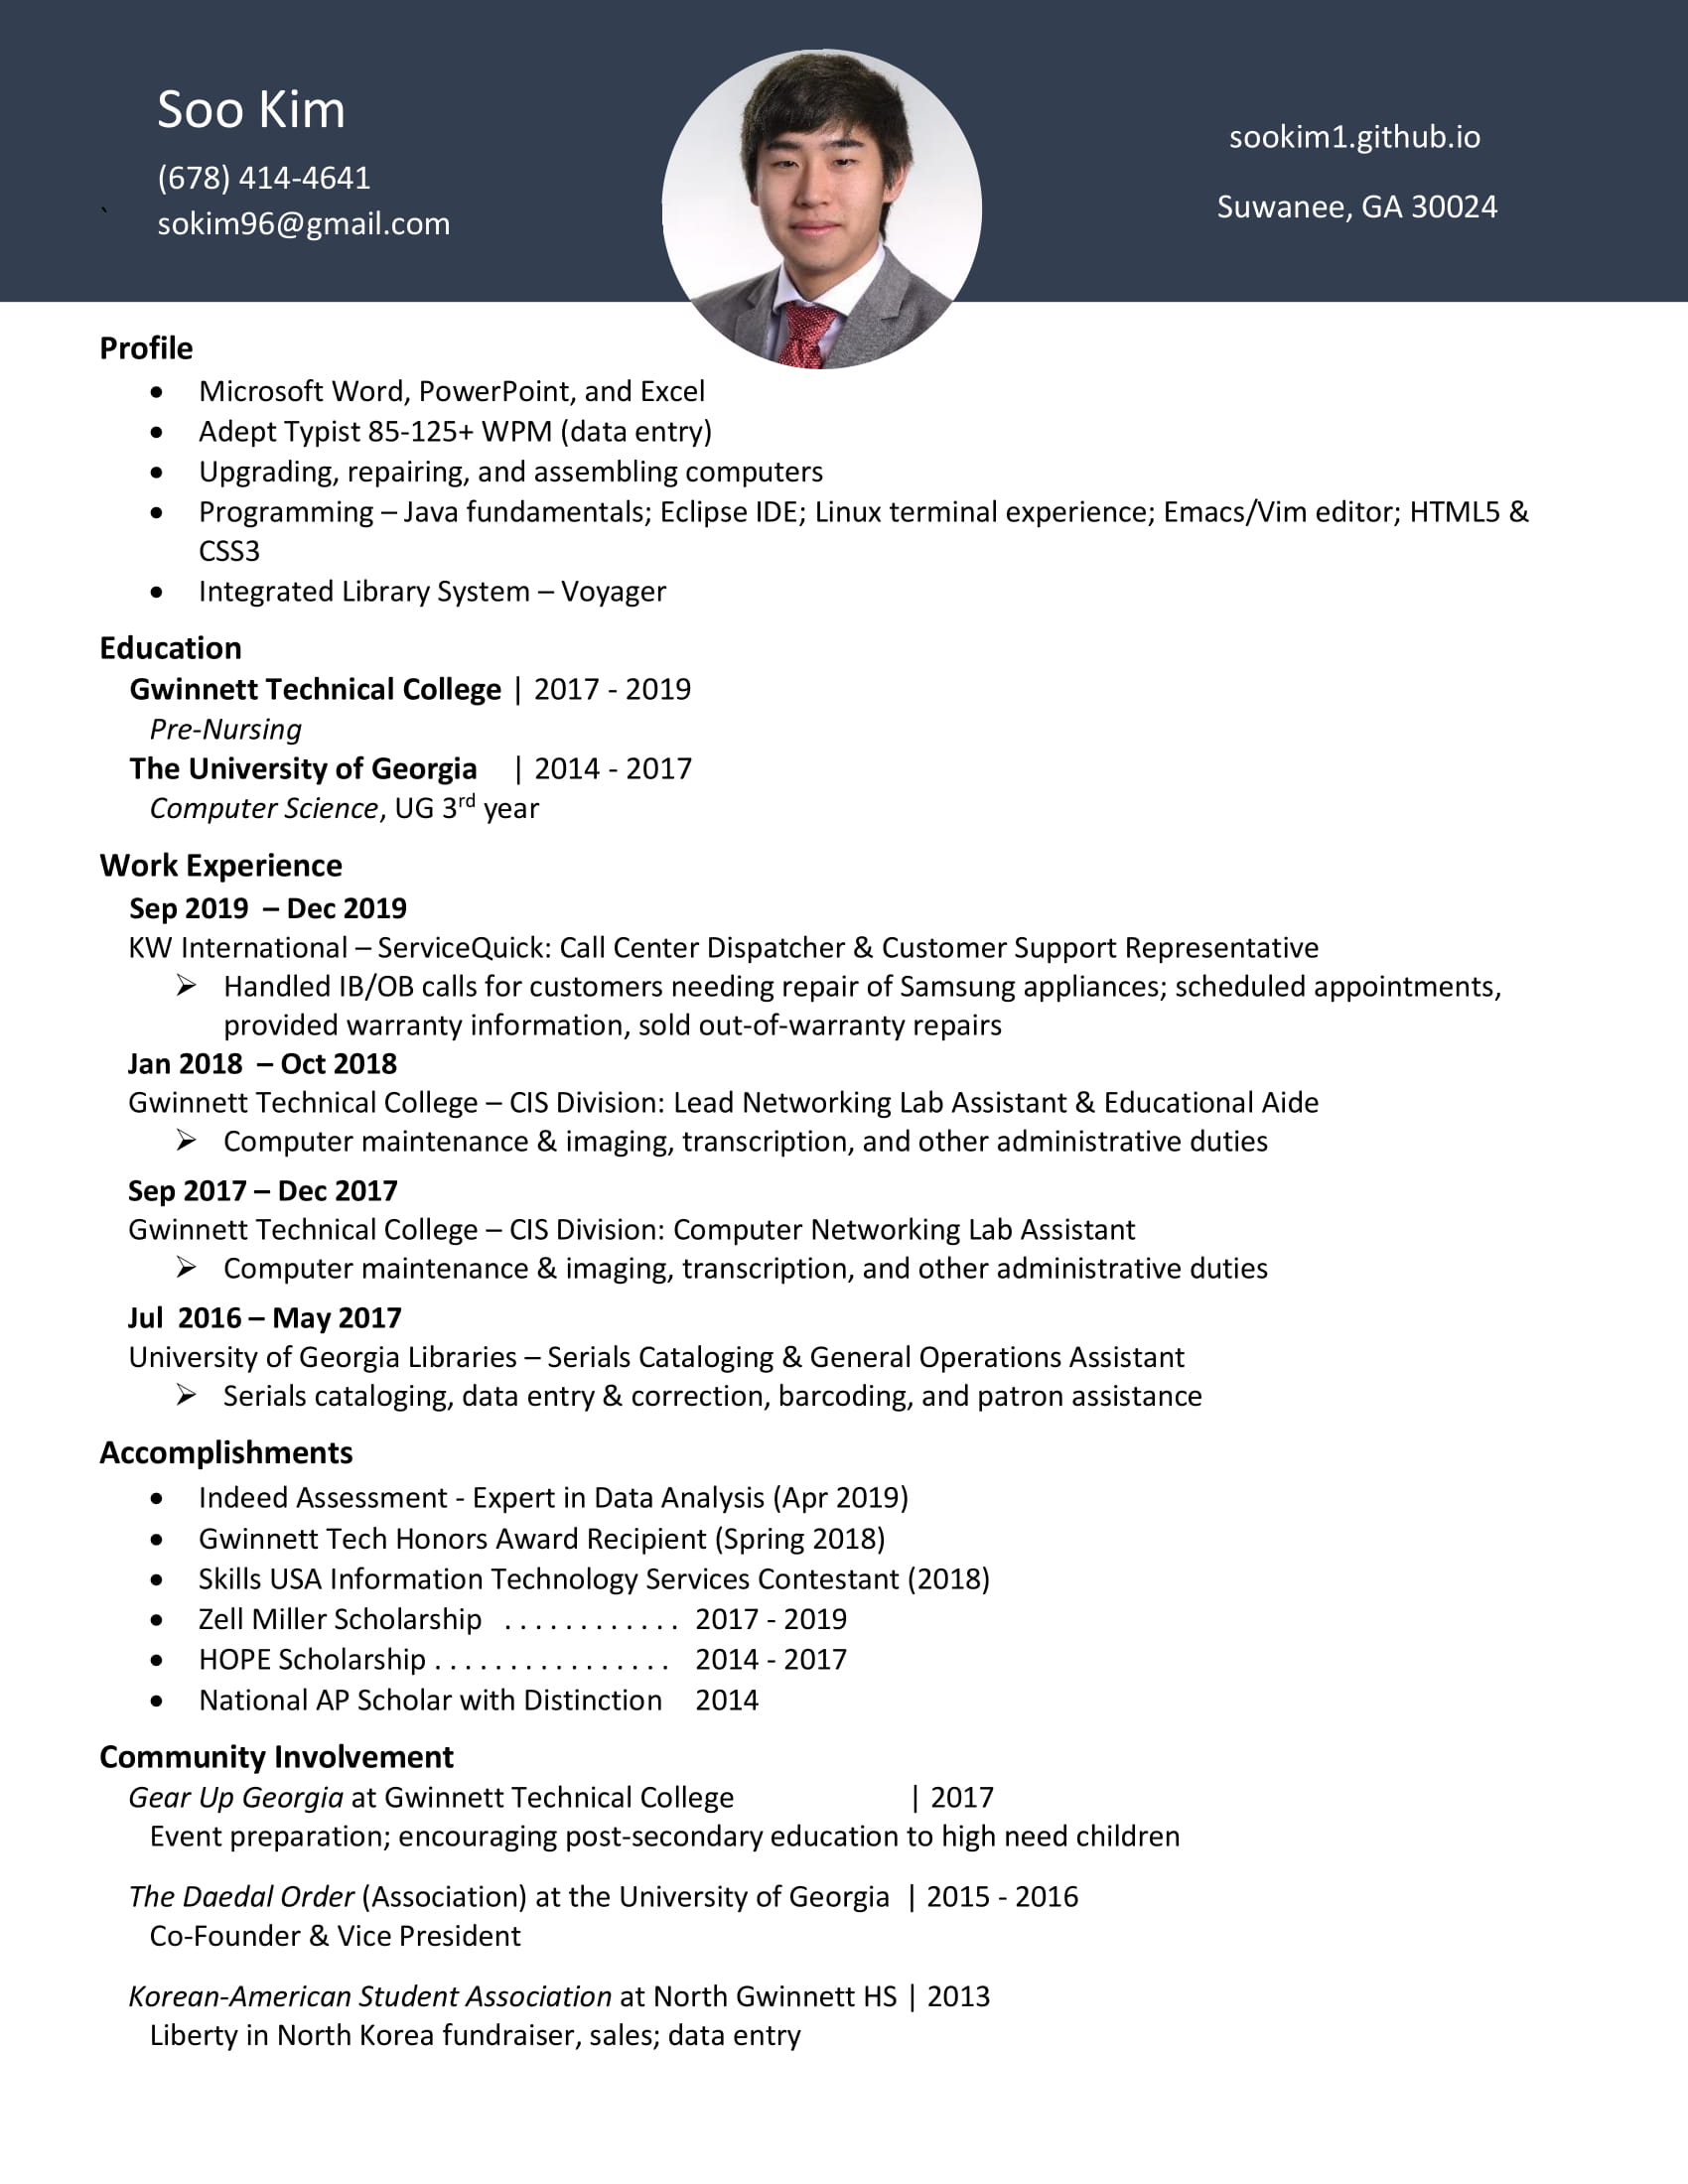 Soo Kim
(678) 414-4641
`
sokim96@gmail.com
sookim1.github.io
Suwanee, GA 30024
Profile
• Microsoft Word, PowerPoint, and Excel
• Adept Typist 85-125+ WPM (data entry)
• Upgrading, repairing, and assembling computers
• Programming – Java fundamentals; Eclipse IDE; Linux terminal experience; Emacs/Vim editor; HTML5 &
CSS3
• Integrated Library System – Voyager
Education
Gwinnett Technical College | 2017 - 2019
Pre-Nursing
The University of Georgia | 2014 - 2017
Computer Science, UG 3rd year
Work Experience
Sep 2019 – Dec 2019
KW International – ServiceQuick: Call Center Dispatcher & Customer Support Representative
➢ Handled IB/OB calls for customers needing repair of Samsung appliances; scheduled appointments,
provided warranty information, sold out-of-warranty repairs
Jan 2018 – Oct 2018
Gwinnett Technical College – CIS Division: Lead Networking Lab Assistant & Educational Aide
➢ Computer maintenance & imaging, transcription, and other administrative duties
Sep 2017 – Dec 2017
Gwinnett Technical College – CIS Division: Computer Networking Lab Assistant
➢ Computer maintenance & imaging, transcription, and other administrative duties
Jul 2016 – May 2017
University of Georgia Libraries – Serials Cataloging & General Operations Assistant
➢ Serials cataloging, data entry & correction, barcoding, and patron assistance
Accomplishments
• Indeed Assessment - Expert in Data Analysis (Apr 2019)
• Gwinnett Tech Honors Award Recipient (Spring 2018)
• Skills USA Information Technology Services Contestant (2018)
• Zell Miller Scholarship . . . . . . . . . . . . 2017 - 2019
• HOPE Scholarship . . . . . . . . . . . . . . . . 2014 - 2017
• National AP Scholar with Distinction 2014
Community Involvement
Gear Up Georgia at Gwinnett Technical College | 2017
Event preparation; encouraging post-secondary education to high need children
The Daedal Order (Association) at the University of Georgia | 2015 - 2016
Co-Founder & Vice President
Korean-American Student Association at North Gwinnett HS | 2013
Liberty in North Korea fundraiser, sales; data entry